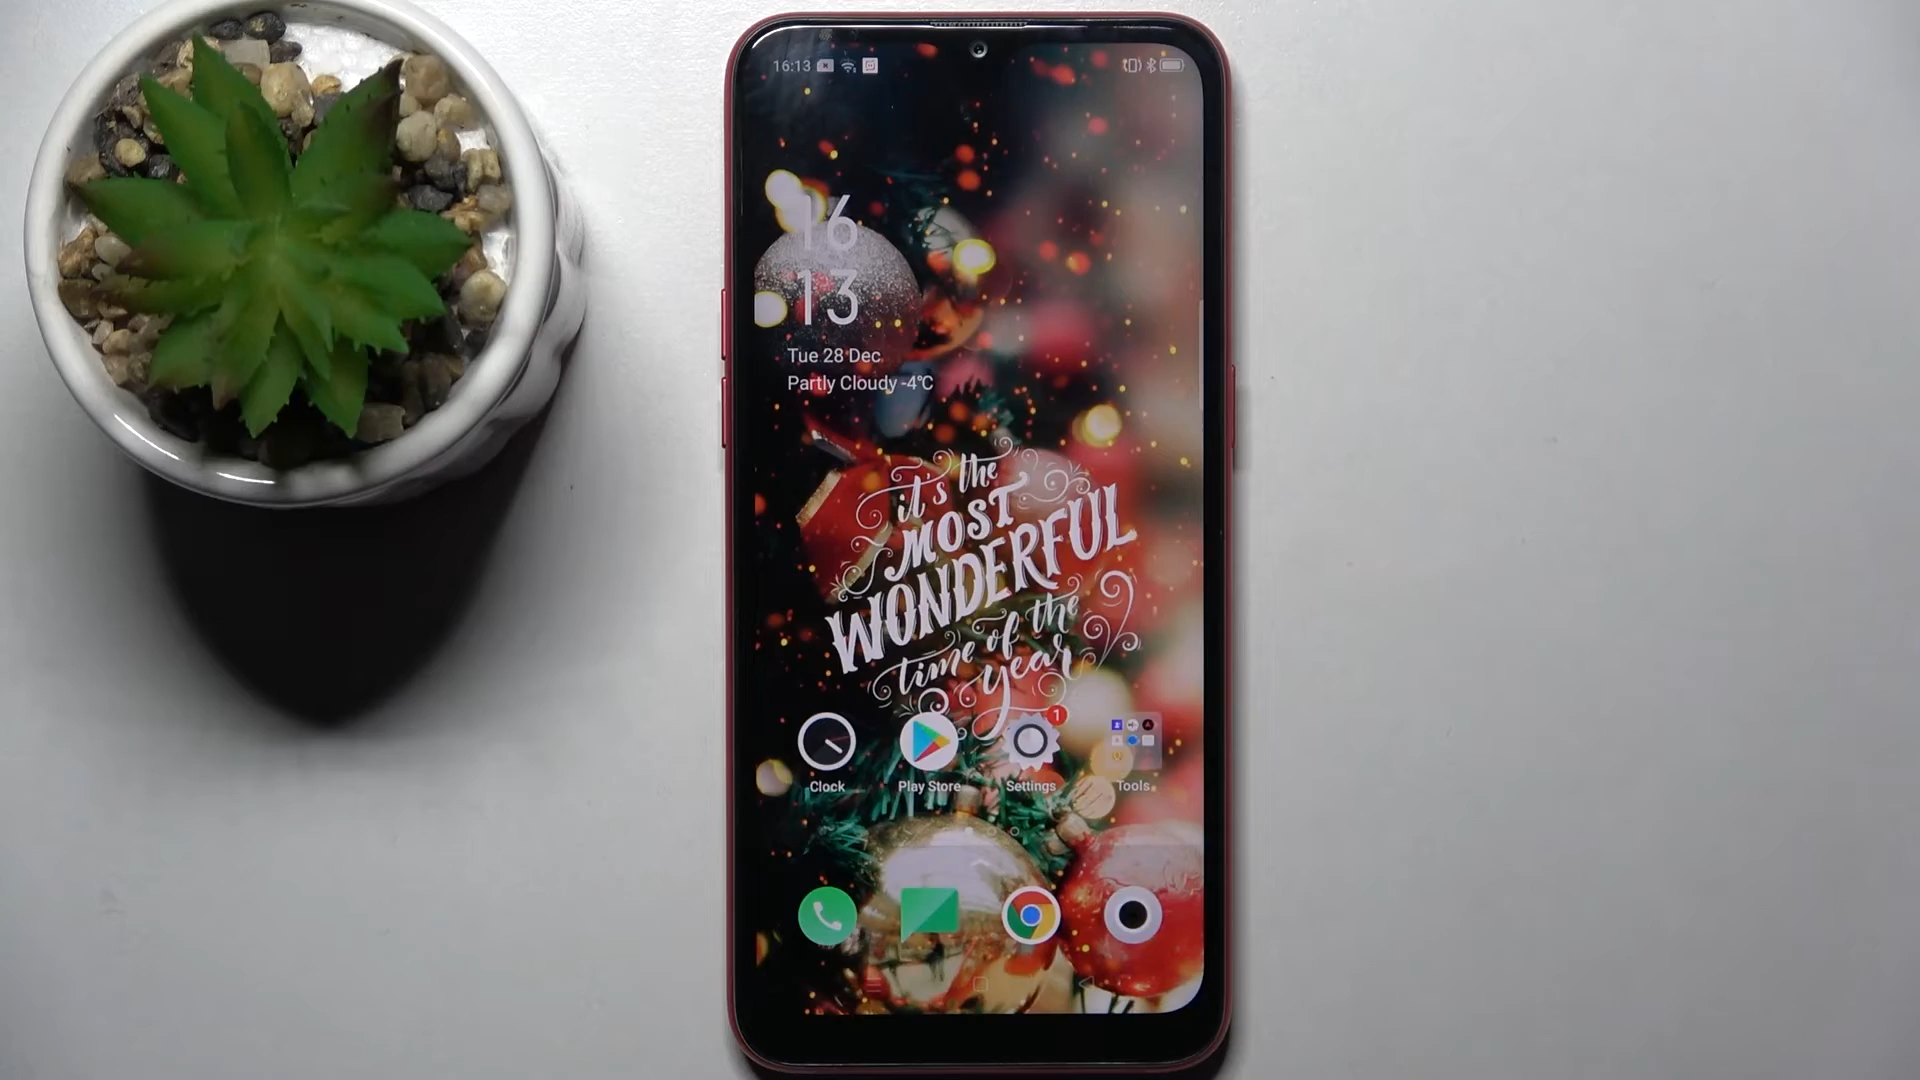 16:13
16
13
Tue 28 Dec
Partly Cloudy -4°C
it's the
MOST
WONDERFUL
time of the
year
1
Clock Play Store Settings Tools